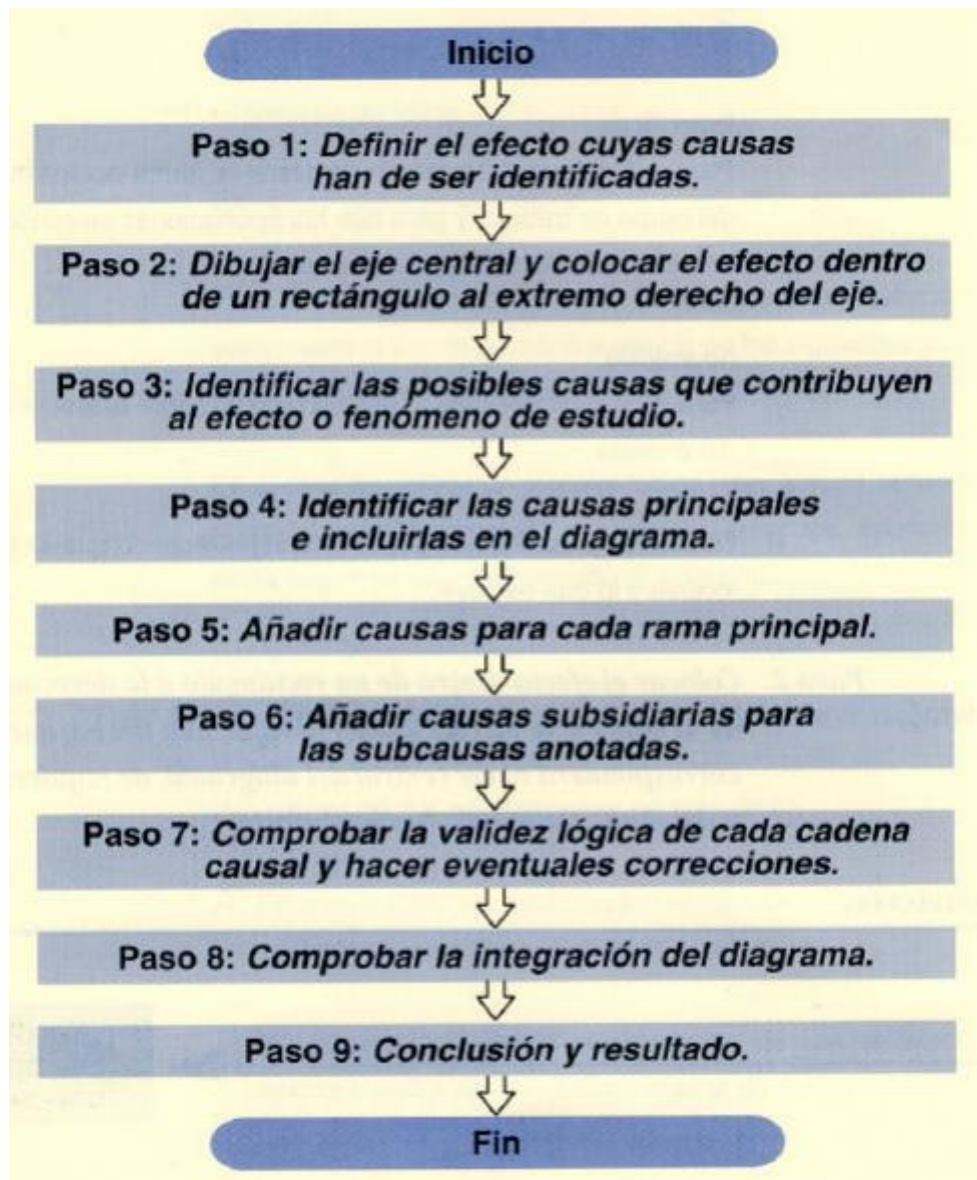 Inicio
Paso 1: Definir el efecto cuyas causas
han de ser identificadas.
Paso 2: Dibujar el eje central y colocar el efecto dentro
de un rectángulo al extremo derecho del eje.
Paso 3: Identificar las posibles causas que contribuyen
al efecto o fenómeno de estudio.
Paso 4: Identificar las causas principales
e incluirlas en el diagrama.
Paso 5: Añadir causas para cada rama principal.
Paso 6: Añadir causas subsidiarias para
las subcausas anotadas.
Paso 7: Comprobar la validez lógica de cada cadena
causal y hacer eventuales correcciones.
Paso 8: Comprobar la integración del diagrama.
Paso 9: Conclusión y resultado.
Fin